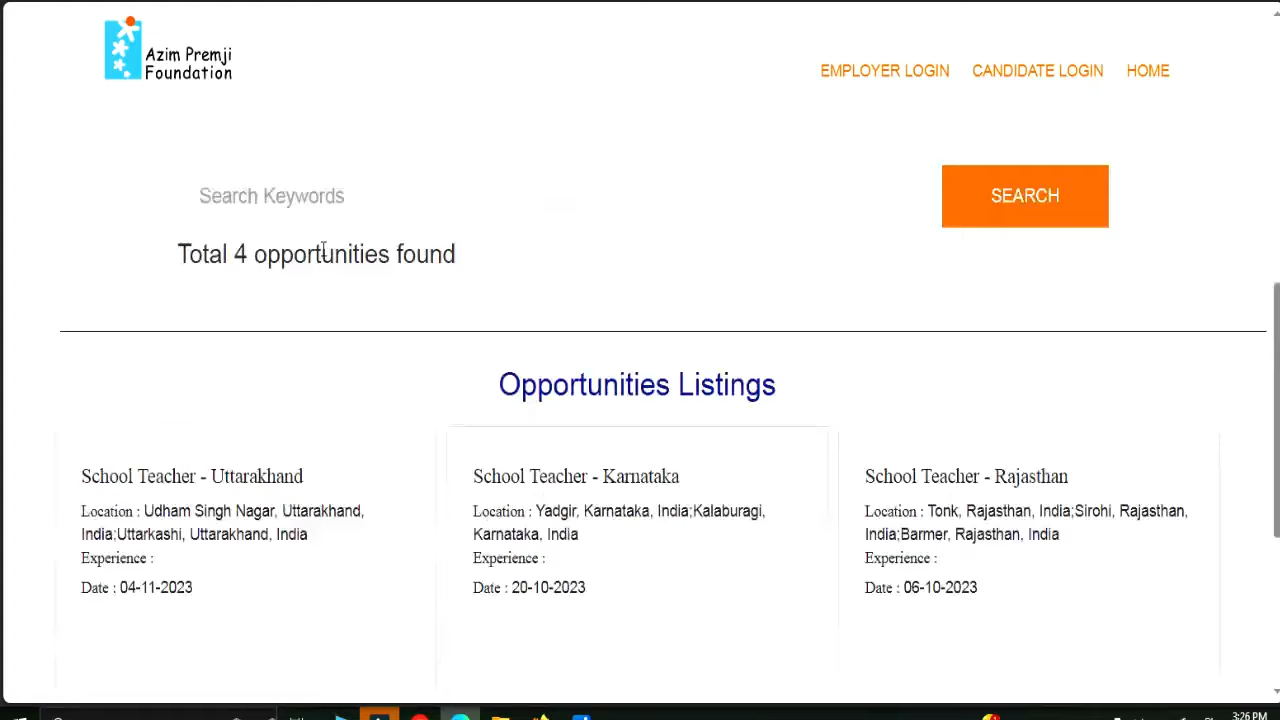 Azim Premji
Foundation
EMPLOYER LOGIN CANDIDATE LOGIN HOME
Search Keywords
SEARCH
Total 4 opportunities found
Opportunities Listings
School Teacher - Uttarakhand
Location : Udham Singh Nagar, Uttarakhand,
India;Uttarkashi, Uttarakhand, India
Experience :
Date : 04-11-2023
School Teacher - Karnataka
Location : Yadgir, Karnataka, India;Kalaburagi,
Karnataka, India
Experience :
Date : 20-10-2023
School Teacher - Rajasthan
Location : Tonk, Rajasthan, India;Sirohi, Rajasthan,
India;Barmer, Rajasthan, India
Experience :
Date : 06-10-2023
3:26 PM